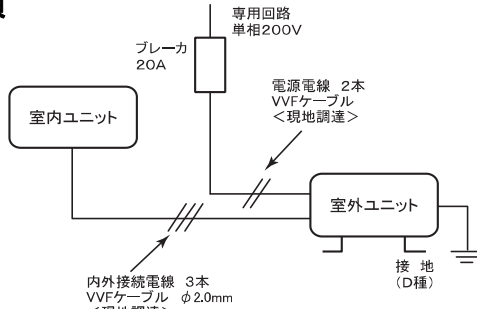 専用回路
単相200V
ブレーカ
20A
電源電線 2本
VVFケーブル
＜現地調達＞
室内ユニット
室外ユニット
接 地
（D種）
内外接続電線 3本
VVFケーブル φ2.0mm